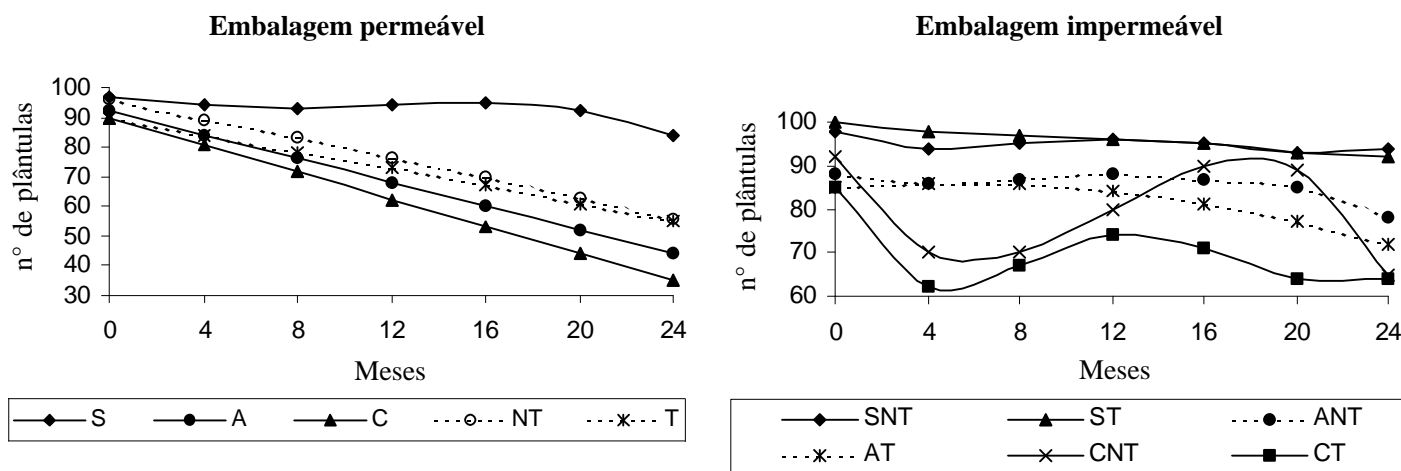 Embalagem permeável
n° de plântulas
100
90
80
70
60
50
40
30
0 4 8 12 16 20 24
Meses
S A C NT T
Embalagem impermeável
n° de plântulas
100
90
80
70
60
0 4 8 12 16 20 24
Meses
SNT ST ANT
AT CNT CT